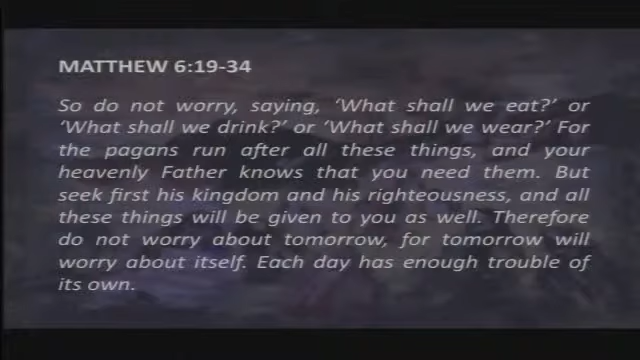 MATTHEW 6:19-34
So do not worry, saying, ‘What shall we eat?’ or
‘What shall we drink?’ or ‘What shall we wear?’ For
the pagans run after all these things, and your
heavenly Father knows that you need them. But
seek first his kingdom and his righteousness, and all
these things will be given to you as well. Therefore
do not worry about tomorrow, for tomorrow will
worry about itself. Each day has enough trouble of
its own.